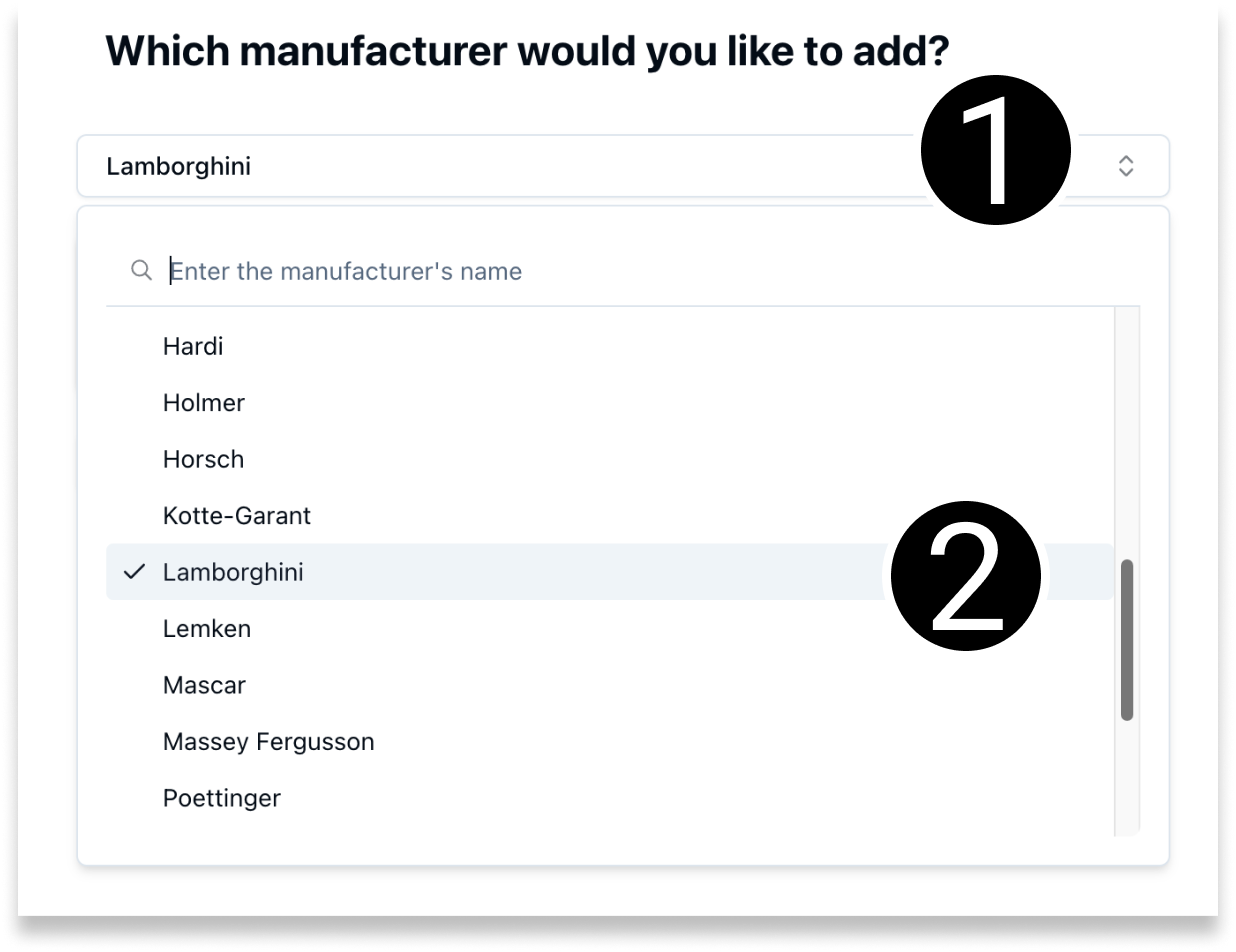 Which manufacturer would you like to add?
1
Lamborghini
Enter the manufacturer's name
Hardi
Holmer
Horsch
Kotte-Garant
Lamborghini
2
Lemken
Mascar
Massey Fergusson
Poettinger